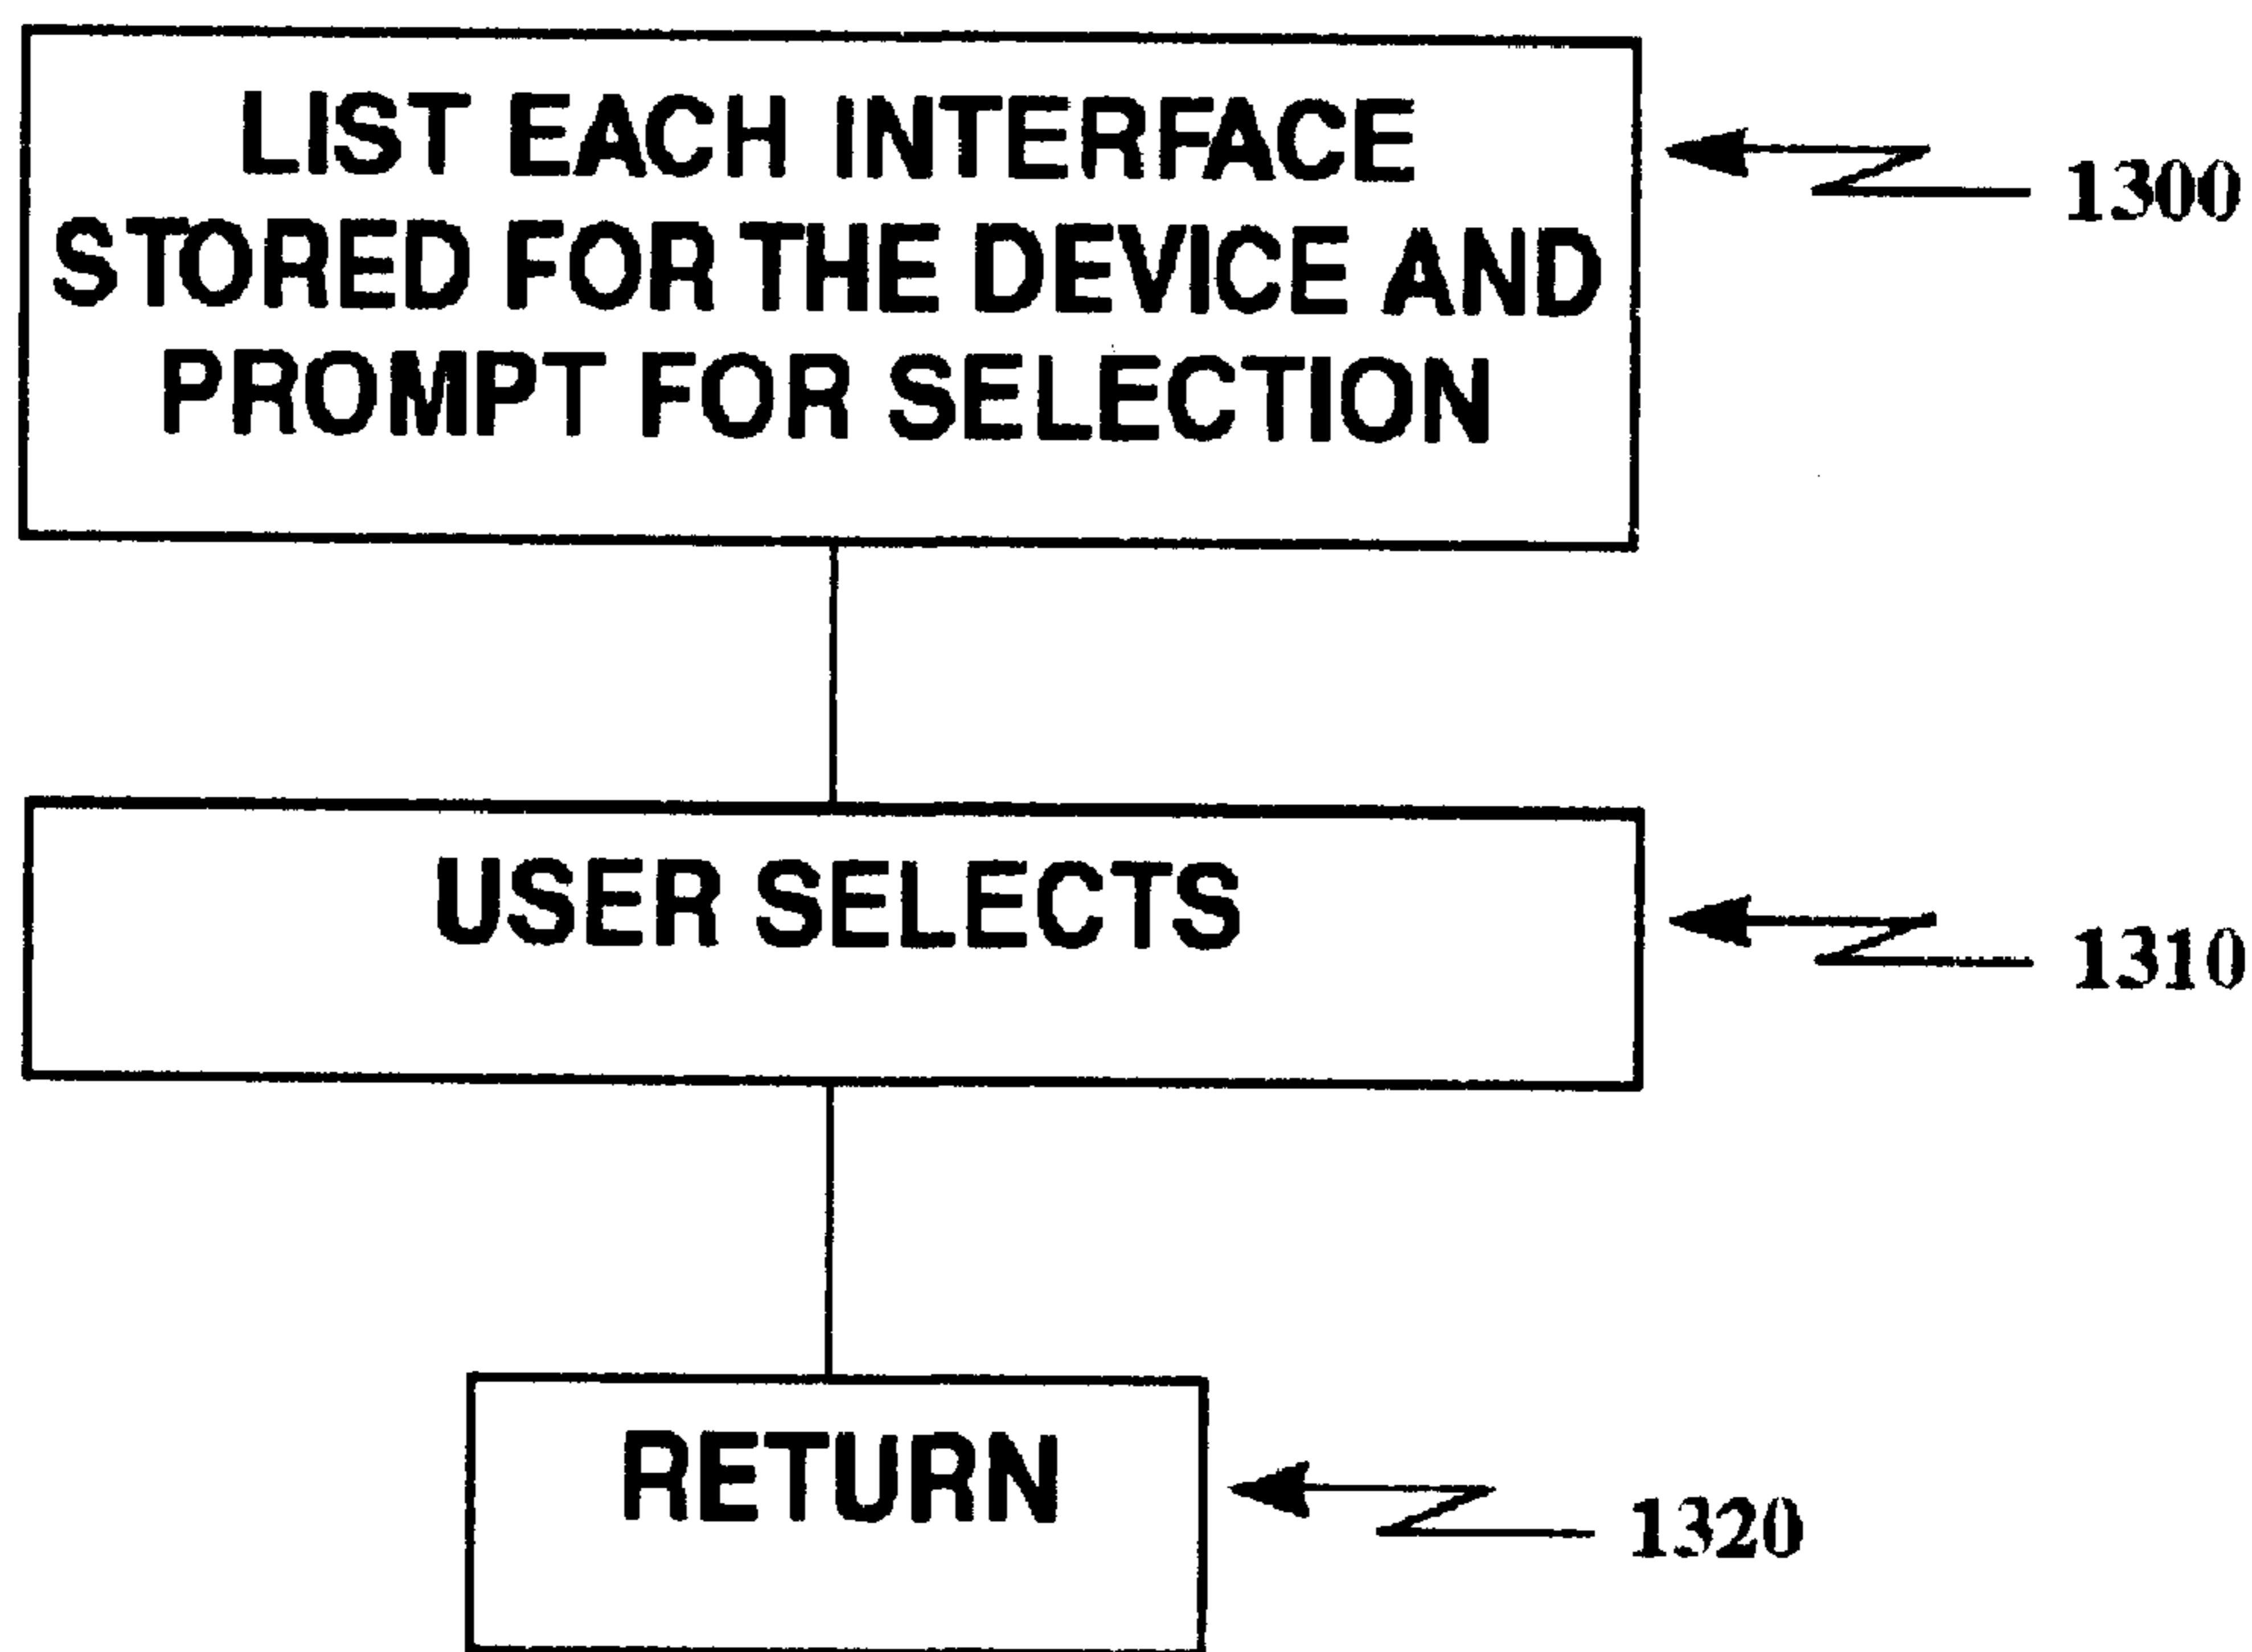 LIST EACH INTERFACE
STORED FOR THE DEVICE AND
PROMPT FOR SELECTION
1300
USER SELECTS
1310
RETURN
1320